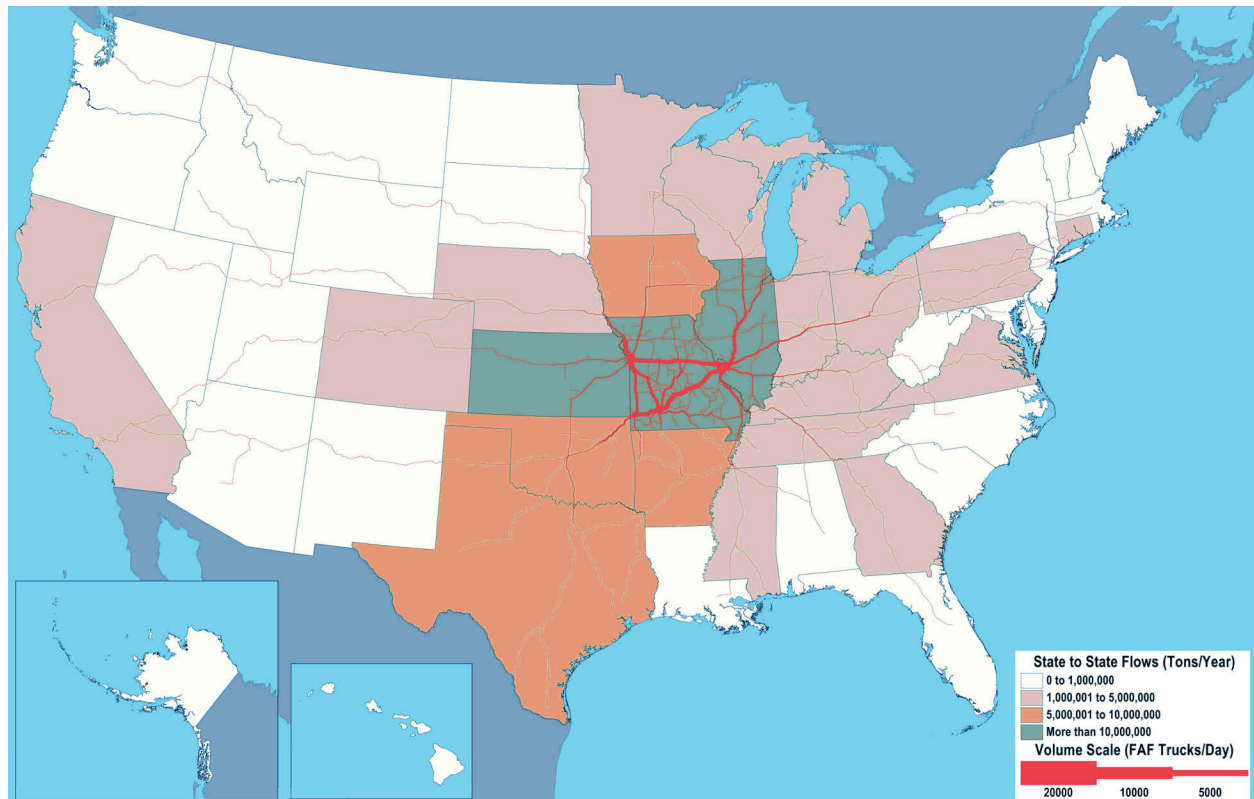 State to State Flows (Tons/Year)
0 to 1,000,000
1,000,001 to 5,000,000
5,000,001 to 10,000,000
More than 10,000,000
Volume Scale (FAF Trucks/Day)
20000 10000 5000